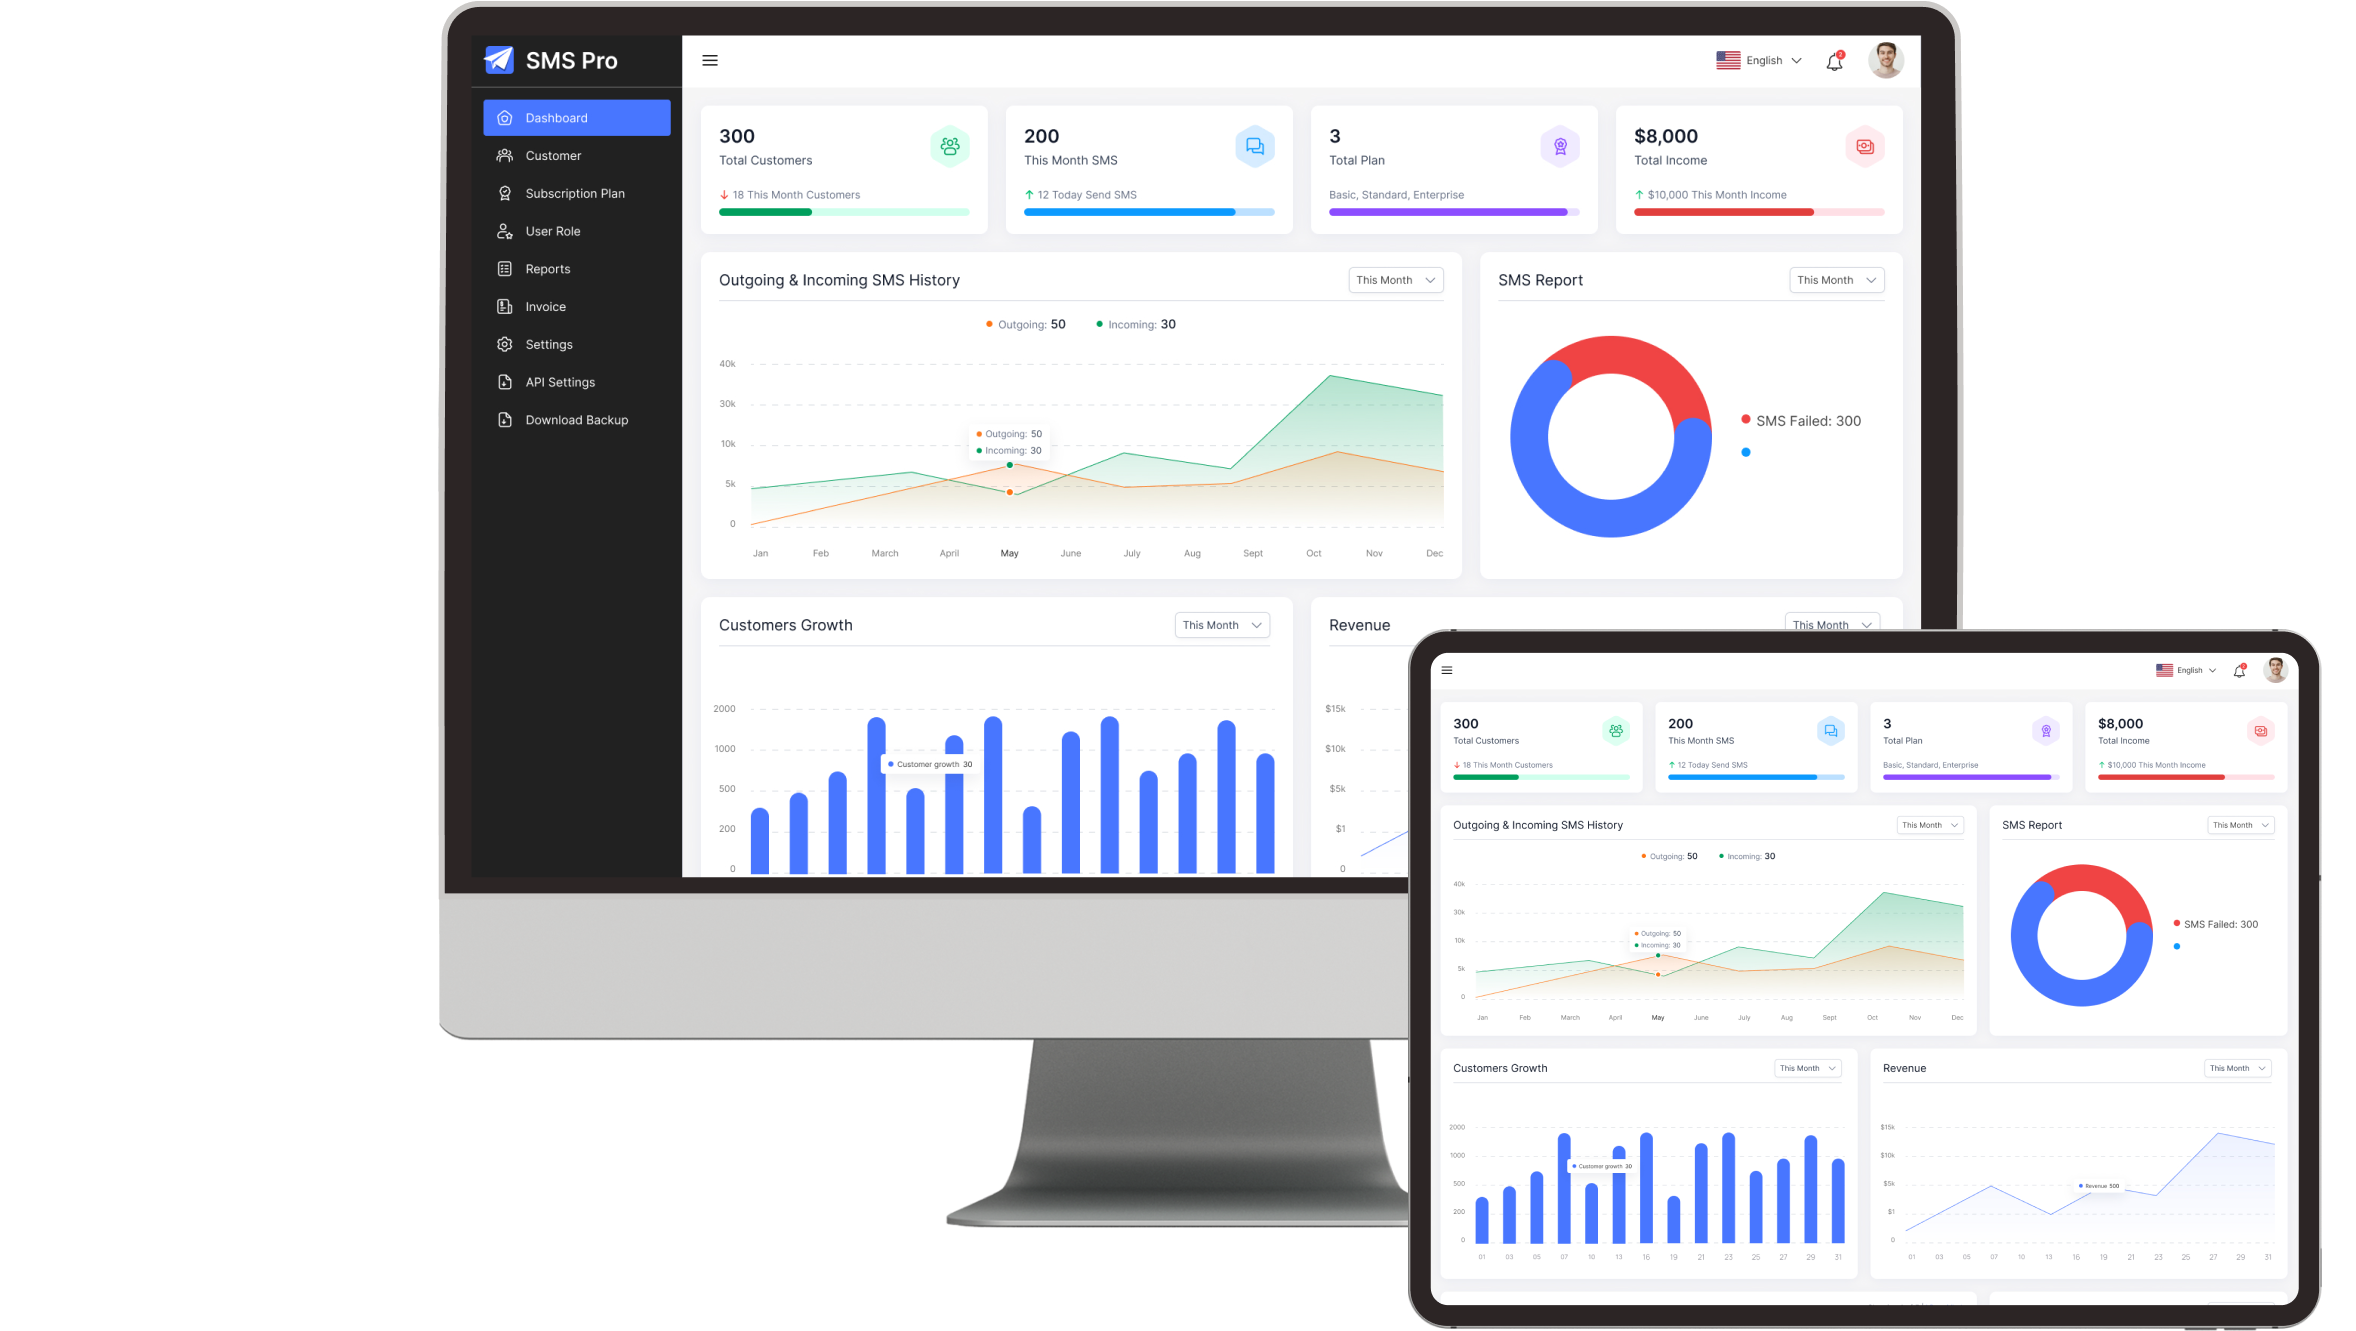 SMS Pro
English
2
Dashboard
Customer
Subscription Plan
User Role
Reports
Invoice
Settings
API Settings
Download Backup
300
Total Customers
18 This Month Customers
200
This Month SMS
12 Today Send SMS
3
Total Plan
Basic, Standard, Enterprise
$8,000
Total Income
$10,000 This Month Income
Outgoing & Incoming SMS History
This Month
Outgoing: 50
Incoming: 30
40k
30k
10k
5k
0
Outgoing: 50
Incoming: 30
Jan Feb March April May June July Aug Sept Oct Nov Dec
SMS Report
This Month
SMS Failed: 300
Customers Growth
This Month
2000
1000
500
200
0
Customer growth 30
Revenue
This Month
$15k
$10k
$5k
$1
0
English
300
Total Customers
18 This Month Customers
200
This Month SMS
12 Today Send SMS
3
Total Plan
Basic, Standard, Enterprise
$8,000
Total Income
$10,000 This Month Income
Outgoing & Incoming SMS History
This Month
Outgoing: 50
Incoming: 30
40k
30k
10k
5k
0
Outgoing: 50
Incoming: 30
Jan Feb March April May June July Aug Sept Oct Nov Dec
SMS Report
This Month
SMS Failed: 300
Customers Growth
This Month
2000
1000
500
200
0
Customer growth 30
01 03 05 07 10 13 16 19 21 23 25 27 29 31
Revenue
This Month
$15k
$10k
$5k
$1
0
Revenue 500
01 03 05 07 10 13 16 19 21 23 25 27 29 31